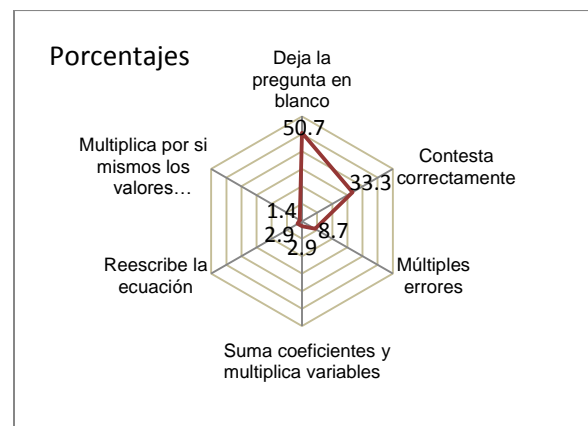 Porcentajes
Deja la
pregunta en
blanco
50.7
Contesta
correctamente
33.3
Múltiples
errores
8.7
Suma coeficientes y
multiplica variables
2.9
Reescribe la
ecuación
2.9
Multiplica por si
mismos los
valores…
1.4